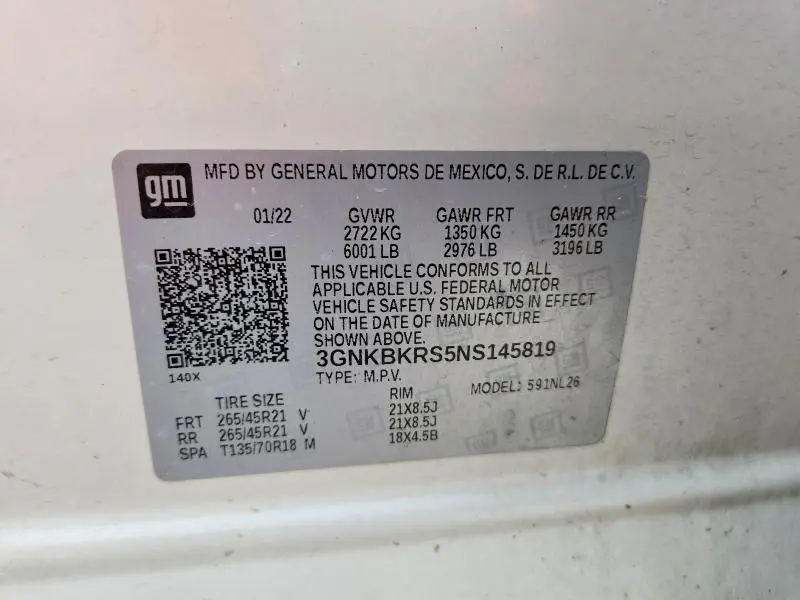 gm
MFD BY GENERAL MOTORS DE MEXICO, S. DE R.L. DE C.V.
01/22 GVWR GAWR FRT GAWR RR
2722 KG 1350 KG 1450 KG
6001 LB 2976 LB 3196 LB
THIS VEHICLE CONFORMS TO ALL
APPLICABLE U.S. FEDERAL MOTOR
VEHICLE SAFETY STANDARDS IN EFFECT
ON THE DATE OF MANUFACTURE
SHOWN ABOVE.
3GNKBKRS5NS145819
140X
TYPE: M.P.V. MODEL: 591NL26
TIRE SIZE RIM
FRT 265/45R21 V 21X8.5J
RR 265/45R21 V 21X8.5J
SPA T135/70R18 M 18X4.5B